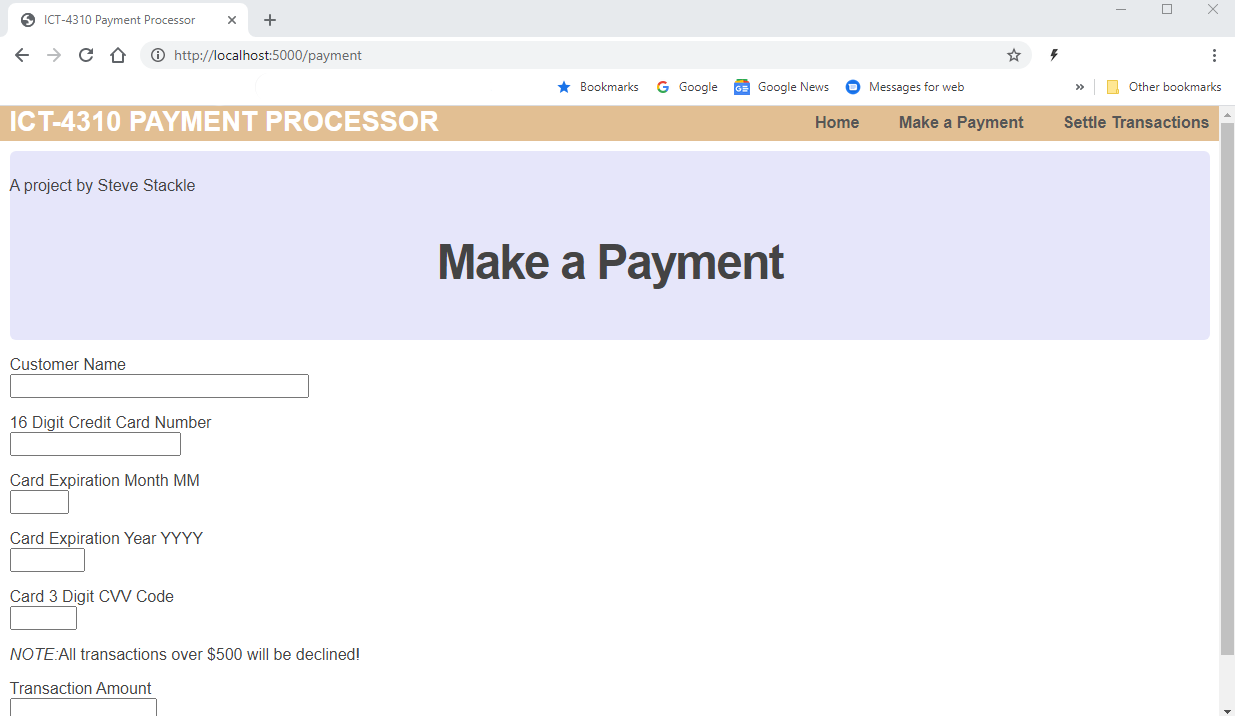 ICT-4310 Payment Processor
http://localhost:5000/payment
Bookmarks Google Google News Messages for web » Other bookmarks
ICT-4310 PAYMENT PROCESSOR Home Make a Payment Settle Transactions
A project by Steve Stackle
Make a Payment
Customer Name
16 Digit Credit Card Number
Card Expiration Month MM
Card Expiration Year YYYY
Card 3 Digit CVV Code
NOTE:All transactions over $500 will be declined!
Transaction Amount